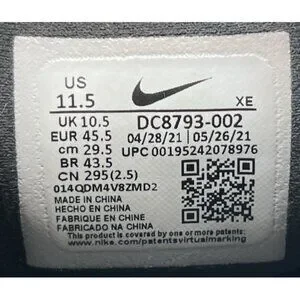 US
11.5
XE
UK 10.5
EUR 45.5
cm 29.5
BR 43.5
CN 295(2.5)
DC8793-002
04/28/21 | 05/26/21
UPC 00195242078976
014QDM4V8ZMD2
MADE IN CHINA
HECHO EN CHINA
FABRIQUE EN CHINE
FABRICADO NA CHINA
This product is covered by one or more patents.
www.nike.com/patentsvirtualmarking